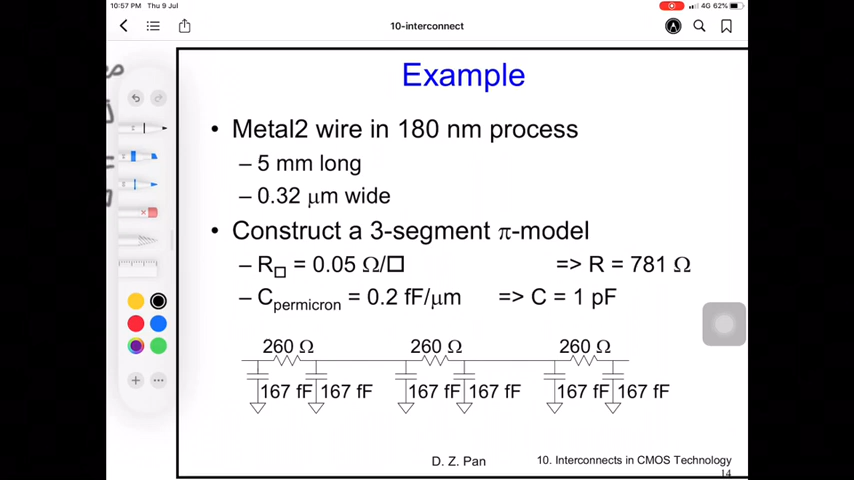 10:57 PM Thu 9 Jul
4G 62%
10-interconnect
Example
• Metal2 wire in 180 nm process
– 5 mm long
– 0.32 μm wide
• Construct a 3-segment π-model
– R□ = 0.05 Ω/□ => R = 781 Ω
– Cpermicron = 0.2 fF/μm => C = 1 pF
260 Ω 260 Ω 260 Ω
167 fF 167 fF 167 fF 167 fF 167 fF 167 fF
D. Z. Pan 10. Interconnects in CMOS Technology
14